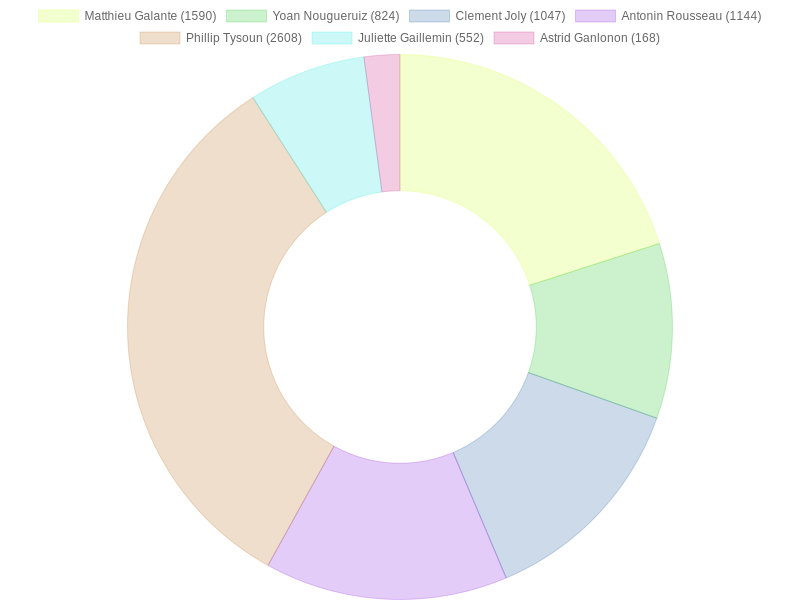 Matthieu Galante (1590) Yoan Nougueruiz (824) Clement Joly (1047) Antonin Rousseau (1144)
Phillip Tysoun (2608) Juliette Gaillemin (552) Astrid Ganlonon (168)